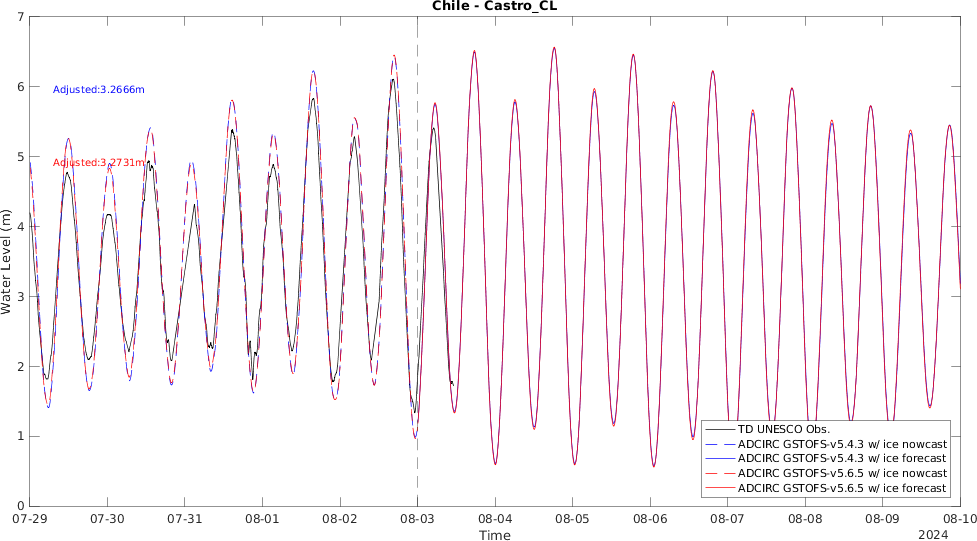 Chile - Castro_CL
7
6
5
4
3
2
1
0
Water Level (m)
Adjusted:3.2666m
Adjusted:3.2731m
TD UNESCO Obs.
ADCIRC GSTOFS-v5.4.3 w/ ice nowcast
ADCIRC GSTOFS-v5.4.3 w/ ice forecast
ADCIRC GSTOFS-v5.6.5 w/ ice nowcast
ADCIRC GSTOFS-v5.6.5 w/ ice forecast
07-29 07-30 07-31 08-01 08-02 08-03 08-04 08-05 08-06 08-07 08-08 08-09 08-10
Time
2024